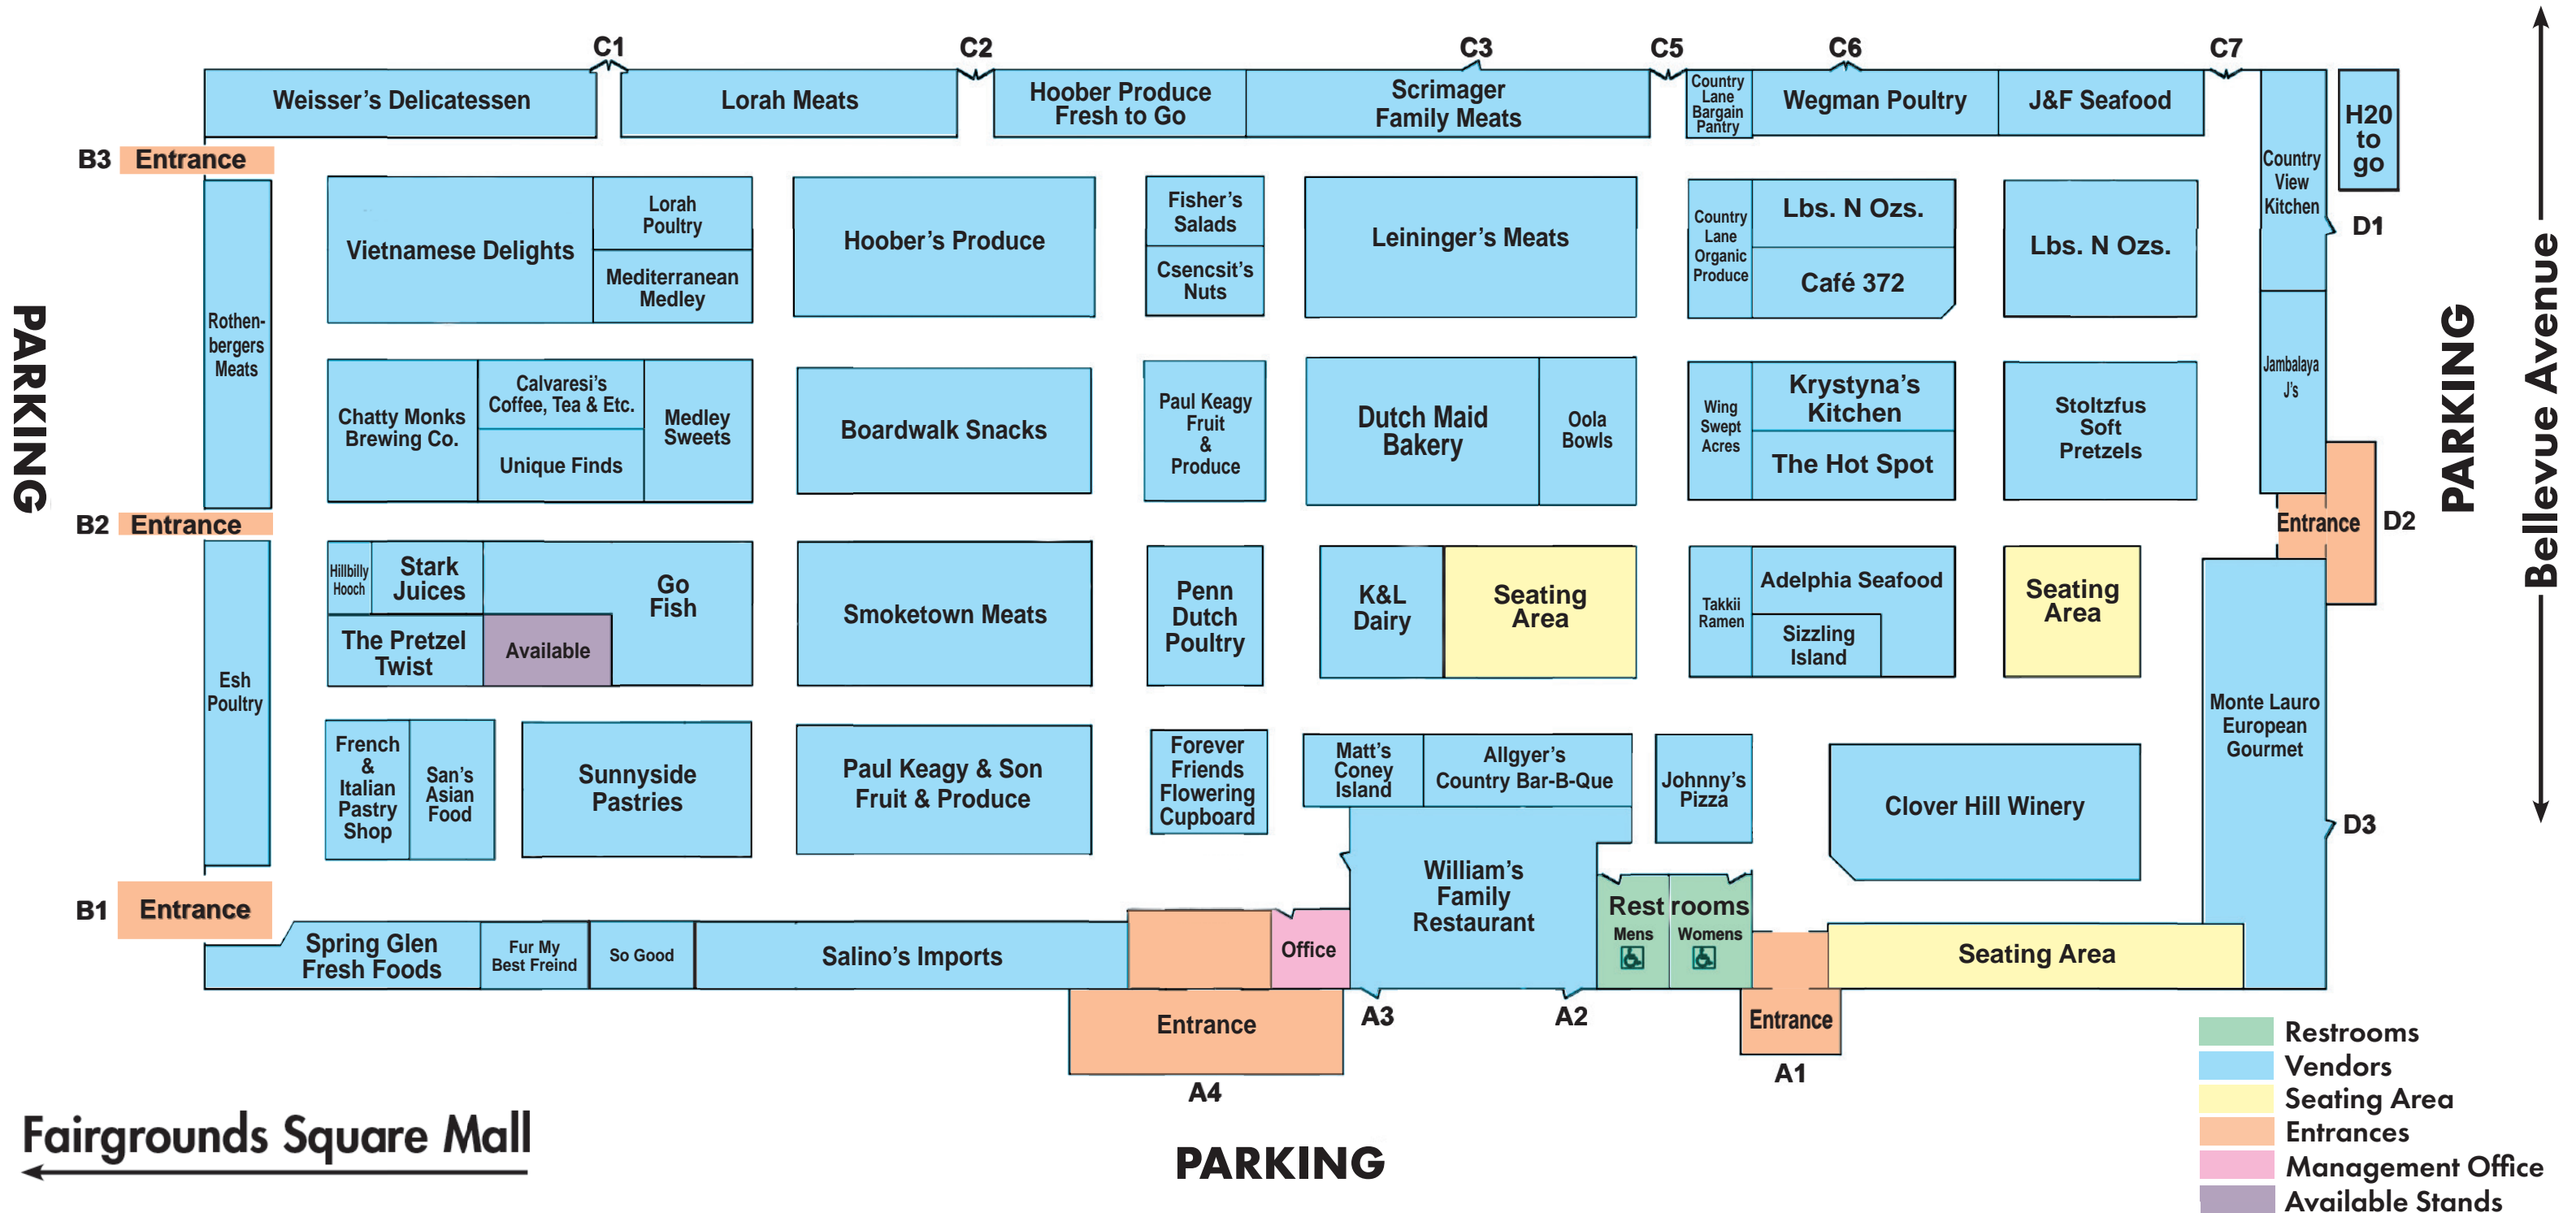 C1
C2
C3
C5
C6
C7
Weisser's Delicatessen
Lorah Meats
Hoober Produce
Fresh to Go
Scrimager
Family Meats
Country
Lane
Bargain
Pantry
Wegman Poultry
J&F Seafood
Country
View
Kitchen
H20
to
go
B3
Entrance
Rothen-
bergers
Meats
Vietnamese Delights
Lorah
Poultry
Mediterranean
Medley
Hoober's Produce
Fisher's
Salads
Csencsit's
Nuts
Leininger's Meats
Country
Lane
Organic
Produce
Lbs. N Ozs.
Café 372
Lbs. N Ozs.
D1
PARKING
Chatty Monks
Brewing Co.
Calvaresi's
Coffee, Tea & Etc.
Unique Finds
Medley
Sweets
Boardwalk Snacks
Paul Keagy
Fruit
&
Produce
Dutch Maid
Bakery
Oola
Bowls
Wing
Swept
Acres
Krystyna's
Kitchen
The Hot Spot
Stoltzfus
Soft
Pretzels
Jambalaya
J's
PARKING
Bellevue Avenue
B2
Entrance
Entrance
D2
Esh
Poultry
Hillbilly
Hooch
Stark
Juices
The Pretzel
Twist
Available
Go
Fish
Smoketown Meats
Penn
Dutch
Poultry
K&L
Dairy
Seating
Area
Takkii
Ramen
Adelphia Seafood
Sizzling
Island
Seating
Area
Monte Lauro
European
Gourmet
French
&
Italian
Pastry
Shop
San's
Asian
Food
Sunnyside
Pastries
Paul Keagy & Son
Fruit & Produce
Forever
Friends
Flowering
Cupboard
Matt's
Coney
Island
Allgyer's
Country Bar-B-Que
Johnny's
Pizza
Clover Hill Winery
D3
B1
Entrance
Spring Glen
Fresh Foods
Fur My
Best Freind
So Good
Salino's Imports
Office
William's
Family
Restaurant
Restrooms
Mens
Womens
Seating Area
Entrance
A4
A3
A2
Entrance
A1
Fairgrounds Square Mall
PARKING
Restrooms
Vendors
Seating Area
Entrances
Management Office
Available Stands